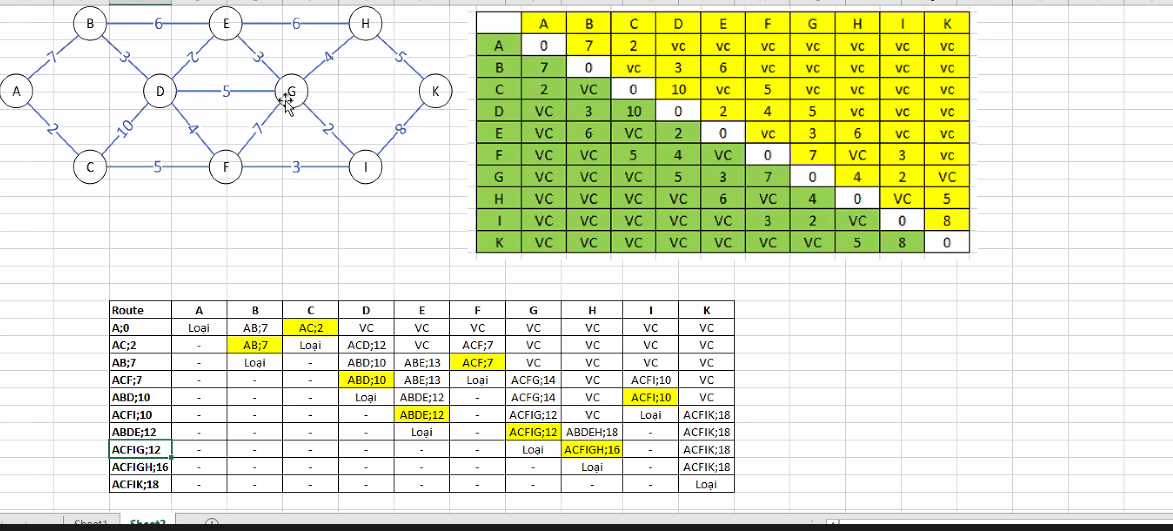 B 6 E 6 H
7 3 2 3 4 5
A D 5 G K
2 10 4 7 2 8
C 5 F 3 I
A B C D E F G H I K
A 0 7 2 vc vc vc vc vc vc vc
B 7 0 vc 3 6 vc vc vc vc vc
C 2 VC 0 10 vc 5 vc vc vc vc
D VC 3 10 0 2 4 5 vc vc vc
E VC 6 VC 2 0 vc 3 6 vc vc
F VC VC 5 4 VC 0 7 VC 3 vc
G VC VC VC 5 3 7 0 4 2 VC
H VC VC VC VC 6 VC 4 0 VC 5
I VC VC VC VC VC 3 2 VC 0 8
K VC VC VC VC VC VC VC 5 8 0
Route A B C D E F G H I K
A;0 Loại AB;7 AC;2 VC VC VC VC VC VC VC
AC;2 - AB;7 Loại ACD;12 VC ACF;7 VC VC VC VC
AB;7 - Loại - ABD;10 ABE;13 ACF;7 VC VC VC VC
ACF;7 - - - ABD;10 ABE;13 Loại ACFG;14 VC ACFI;10 VC
ABD;10 - - - Loại ABDE;12 - ACFG;14 VC ACFI;10 VC
ACFI;10 - - - - ABDE;12 - ACFIG;12 VC Loại ACFIK;18
ABDE;12 - - - - Loại - ACFIG;12 ABDEH;18 - ACFIK;18
ACFIG;12 - - - - - - Loại ACFIGH;16 - ACFIK;18
ACFIGH;16 - - - - - - - Loại - ACFIK;18
ACFIK;18 - - - - - - - - - Loại
Sheet1 Sheet2